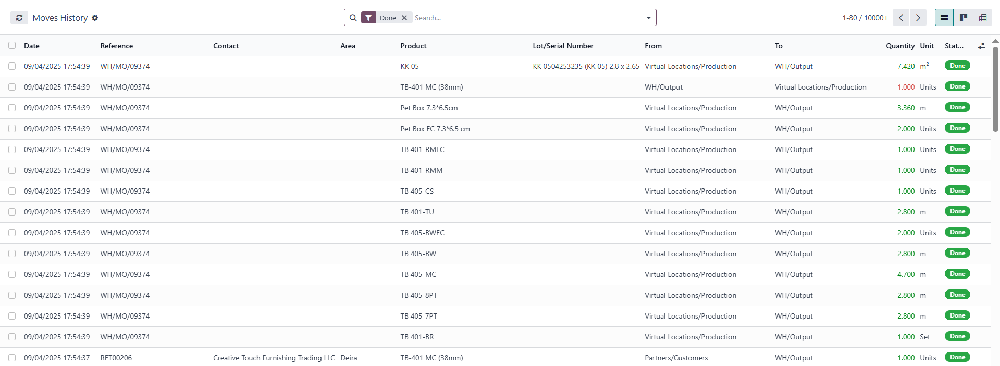 Moves History
Done
Search...
1-80 / 10000+
Date Reference Contact Area Product Lot/Serial Number From To Quantity Unit Stat...
09/04/2025 17:54:39 WH/MO/09374 KK 05 KK 0504253235 (KK 05) 2.8 x 2.65 Virtual Locations/Production WH/Output 7.420 m² Done
09/04/2025 17:54:39 WH/MO/09374 TB-401 MC (38mm) WH/Output Virtual Locations/Production 1.000 Units Done
09/04/2025 17:54:39 WH/MO/09374 Pet Box 7.3*6.5cm Virtual Locations/Production WH/Output 3.360 m Done
09/04/2025 17:54:39 WH/MO/09374 Pet Box EC 7.3*6.5 cm Virtual Locations/Production WH/Output 2.000 Units Done
09/04/2025 17:54:39 WH/MO/09374 TB 401-RMEC Virtual Locations/Production WH/Output 1.000 Units Done
09/04/2025 17:54:39 WH/MO/09374 TB 401-RMM Virtual Locations/Production WH/Output 1.000 Units Done
09/04/2025 17:54:39 WH/MO/09374 TB 405-CS Virtual Locations/Production WH/Output 1.000 Units Done
09/04/2025 17:54:39 WH/MO/09374 TB 401-TU Virtual Locations/Production WH/Output 2.800 m Done
09/04/2025 17:54:39 WH/MO/09374 TB 405-BWEC Virtual Locations/Production WH/Output 2.000 Units Done
09/04/2025 17:54:39 WH/MO/09374 TB 405-BW Virtual Locations/Production WH/Output 2.800 m Done
09/04/2025 17:54:39 WH/MO/09374 TB 405-MC Virtual Locations/Production WH/Output 4.700 m Done
09/04/2025 17:54:39 WH/MO/09374 TB 405-8PT Virtual Locations/Production WH/Output 2.800 m Done
09/04/2025 17:54:39 WH/MO/09374 TB 405-7PT Virtual Locations/Production WH/Output 2.800 m Done
09/04/2025 17:54:39 WH/MO/09374 TB 401-BR Virtual Locations/Production WH/Output 1.000 Set Done
09/04/2025 17:54:37 RET00206 Creative Touch Furnishing Trading LLC Deira TB-401 MC (38mm) Partners/Customers WH/Output 1.000 Units Done